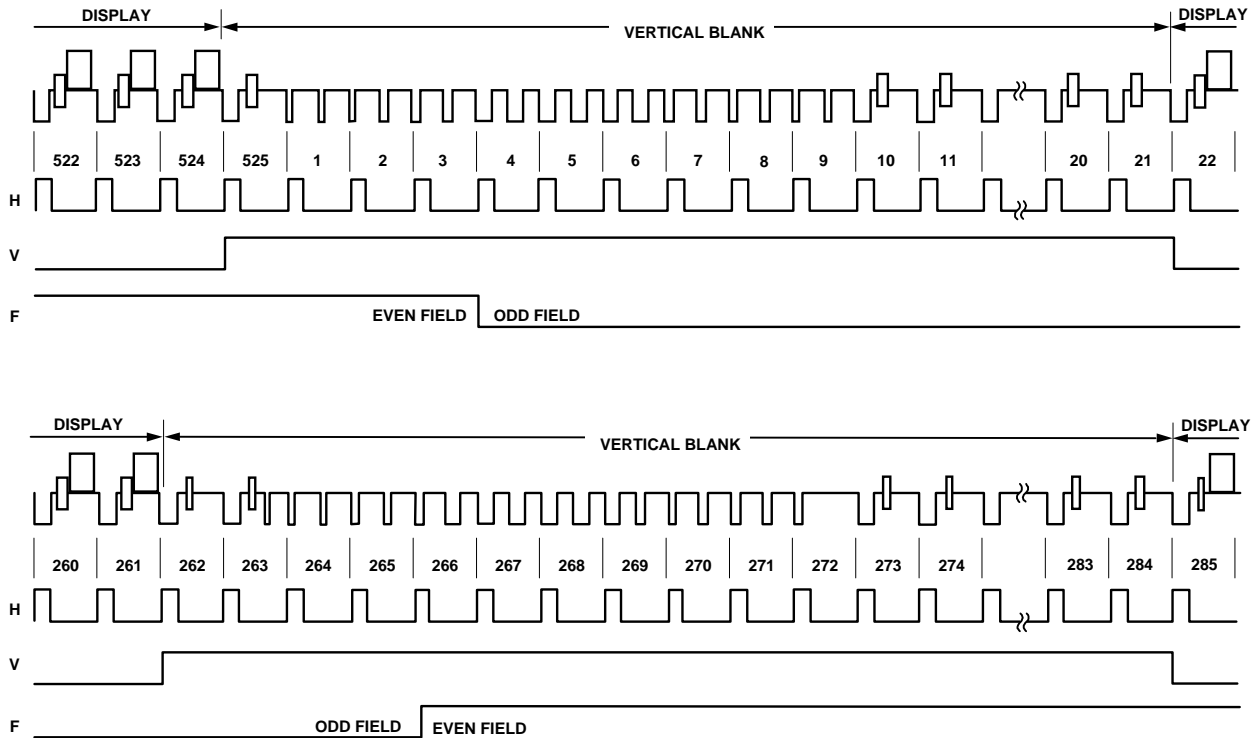 DISPLAY VERTICAL BLANK DISPLAY
522 523 524 525 1 2 3 4 5 6 7 8 9 10 11 20 21 22
H
V
F EVEN FIELD ODD FIELD
DISPLAY VERTICAL BLANK DISPLAY
260 261 262 263 264 265 266 267 268 269 270 271 272 273 274 283 284 285
H
V
F ODD FIELD EVEN FIELD